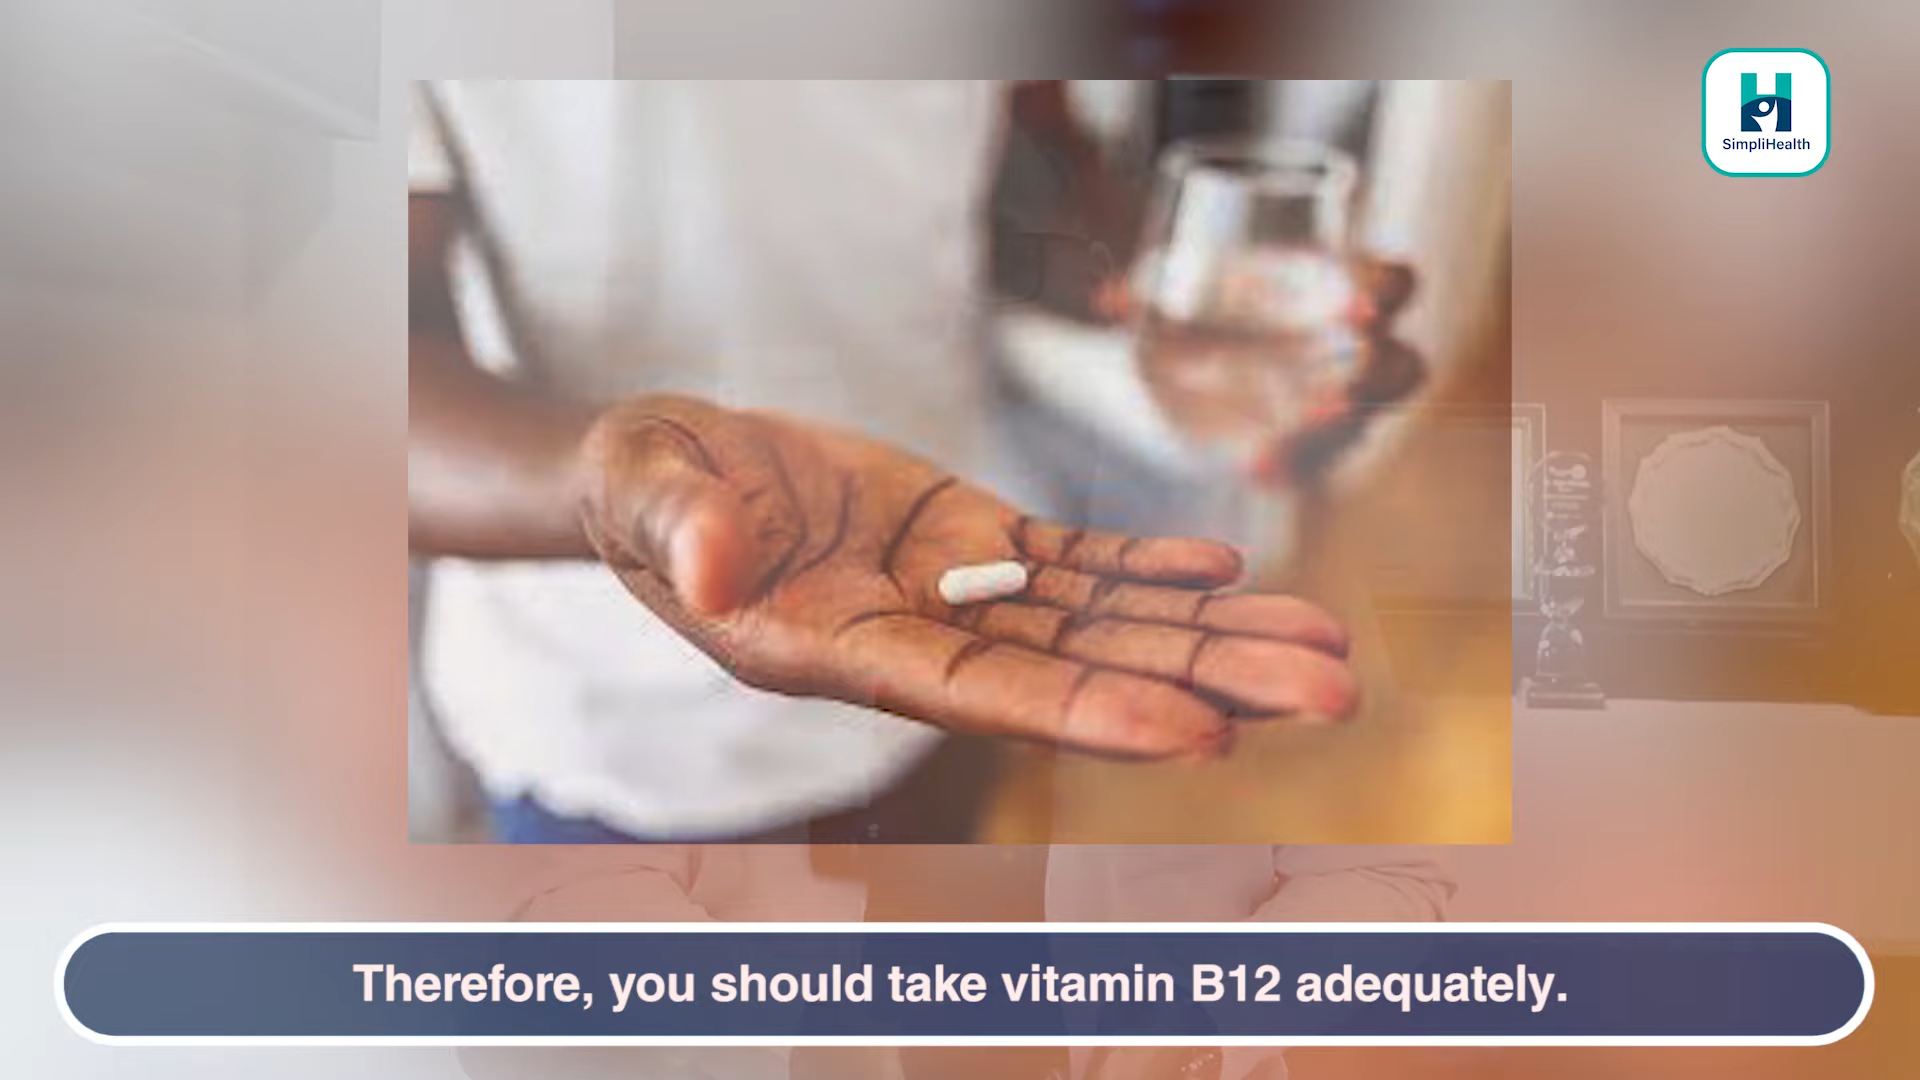 SimpliHealth
Therefore, you should take vitamin B12 adequately.